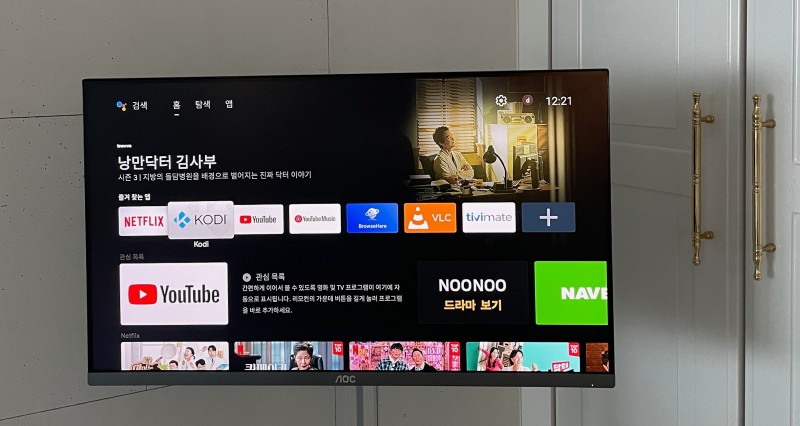 검색 홈 탐색 앱
d 12:21
낭만닥터 김사부
시즌 3 | 지방의 돌담병원을 배경으로 벌어지는 진짜 닥터 이야기
즐겨 찾는 앱
NETFLIX KODI YouTube YouTube Music BrowseHere VLC tivimate
Kodi
관심 목록
YouTube
관심 목록
간편하게 이어서 볼 수 있도록 영화 및 TV 프로그램이 여기에 자
동으로 표시됩니다. 리모컨의 가운데 버튼을 길게 눌러 프로그램
을 바로 추가하세요.
NOONOO
드라마 보기
NAVE
Netflix
AOC